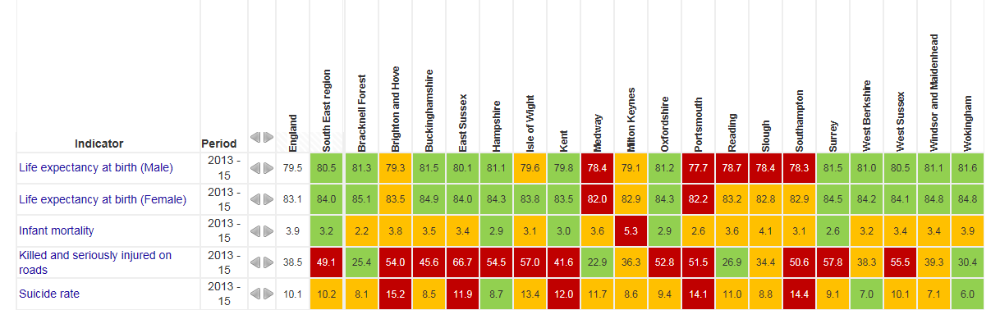 Indicator Period England South East region Bracknell Forest Brighton and Hove Buckinghamshire East Sussex Hampshire Isle of Wight Kent Medway Milton Keynes Oxfordshire Portsmouth Reading Slough Southampton Surrey West Berkshire West Sussex Windsor and Maidenhead Wokingham
Life expectancy at birth (Male) 2013 - 15 79.5 80.5 81.3 79.3 81.5 80.1 81.1 79.6 79.8 78.4 79.1 81.2 77.7 78.7 78.4 78.3 81.5 81.0 80.5 81.1 81.6
Life expectancy at birth (Female) 2013 - 15 83.1 84.0 85.1 83.5 84.9 84.0 84.3 83.8 83.5 82.0 82.9 84.3 82.2 83.2 82.8 82.9 84.5 84.2 84.1 84.8 84.8
Infant mortality 2013 - 15 3.9 3.2 2.2 3.8 3.5 3.4 2.9 3.1 3.0 3.6 5.3 2.9 2.6 3.6 4.1 3.1 2.6 3.2 3.4 3.4 3.9
Killed and seriously injured on roads 2013 - 15 38.5 49.1 25.4 54.0 45.6 66.7 54.5 57.0 41.6 22.9 36.3 52.8 51.5 26.9 34.4 50.6 57.8 38.3 55.5 39.3 30.4
Suicide rate 2013 - 15 10.1 10.2 8.1 15.2 8.5 11.9 8.7 13.4 12.0 11.7 8.6 9.4 14.1 11.0 8.8 14.4 9.1 7.0 10.1 7.1 6.0